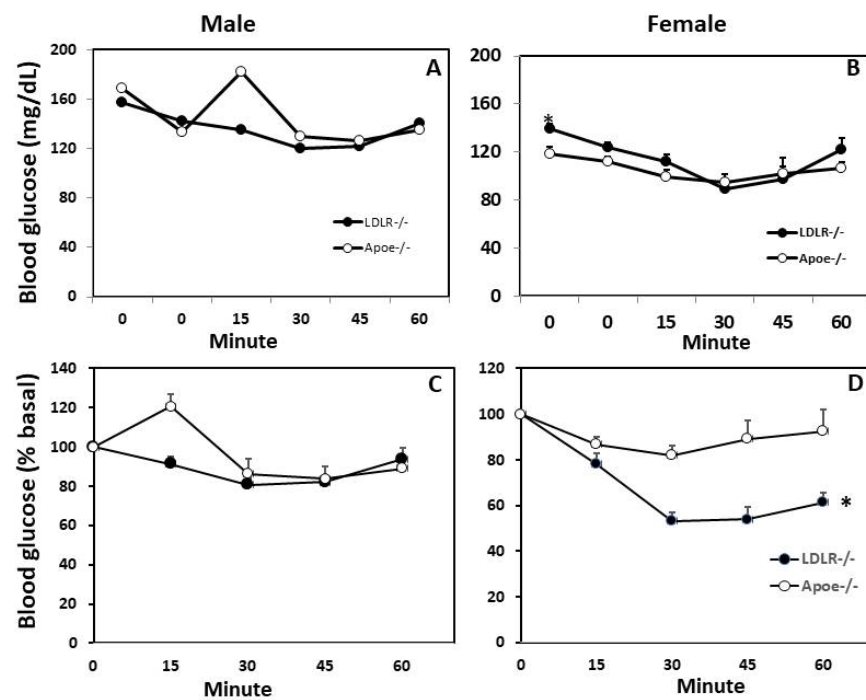 Male
Female
Blood glucose (mg/dL)
200
160
120
80
40
0
A
LDLR-/-
Apoe-/-
0 0 15 30 45 60
Minute
200
160
120
80
40
0
B
*
LDLR-/-
Apoe-/-
0 0 15 30 45 60
Minute
Blood glucose (% basal)
140
120
100
80
60
40
20
0
C
0 15 30 45 60
Minute
120
100
80
60
40
20
0
D
*
LDLR-/-
Apoe-/-
0 15 30 45 60
Minute